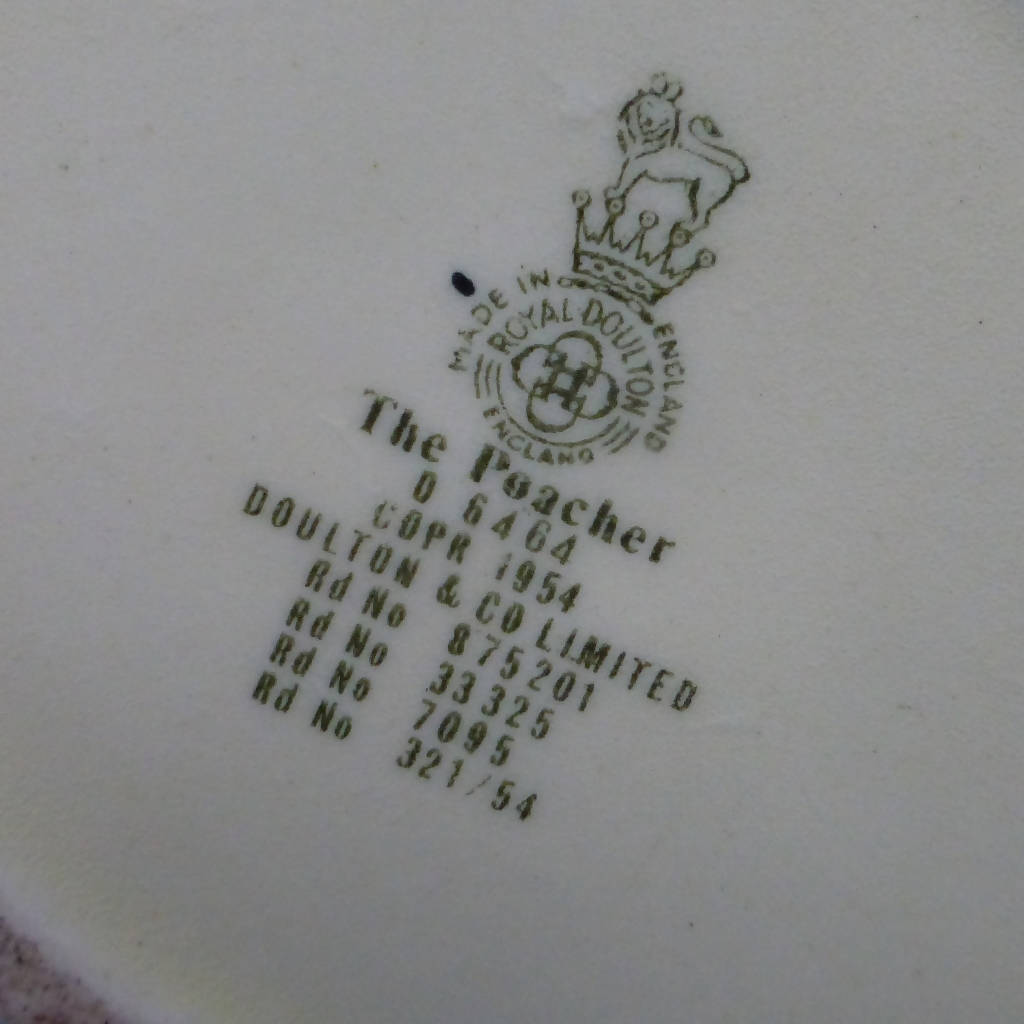 MADE IN ENGLAND
ROYAL DOULTON
ENGLAND
The Poacher
D 6464
COPR 1954
DOULTON & CO LIMITED
Rd No 875201
Rd No 33325
Rd No 7095
Rd No 321/54